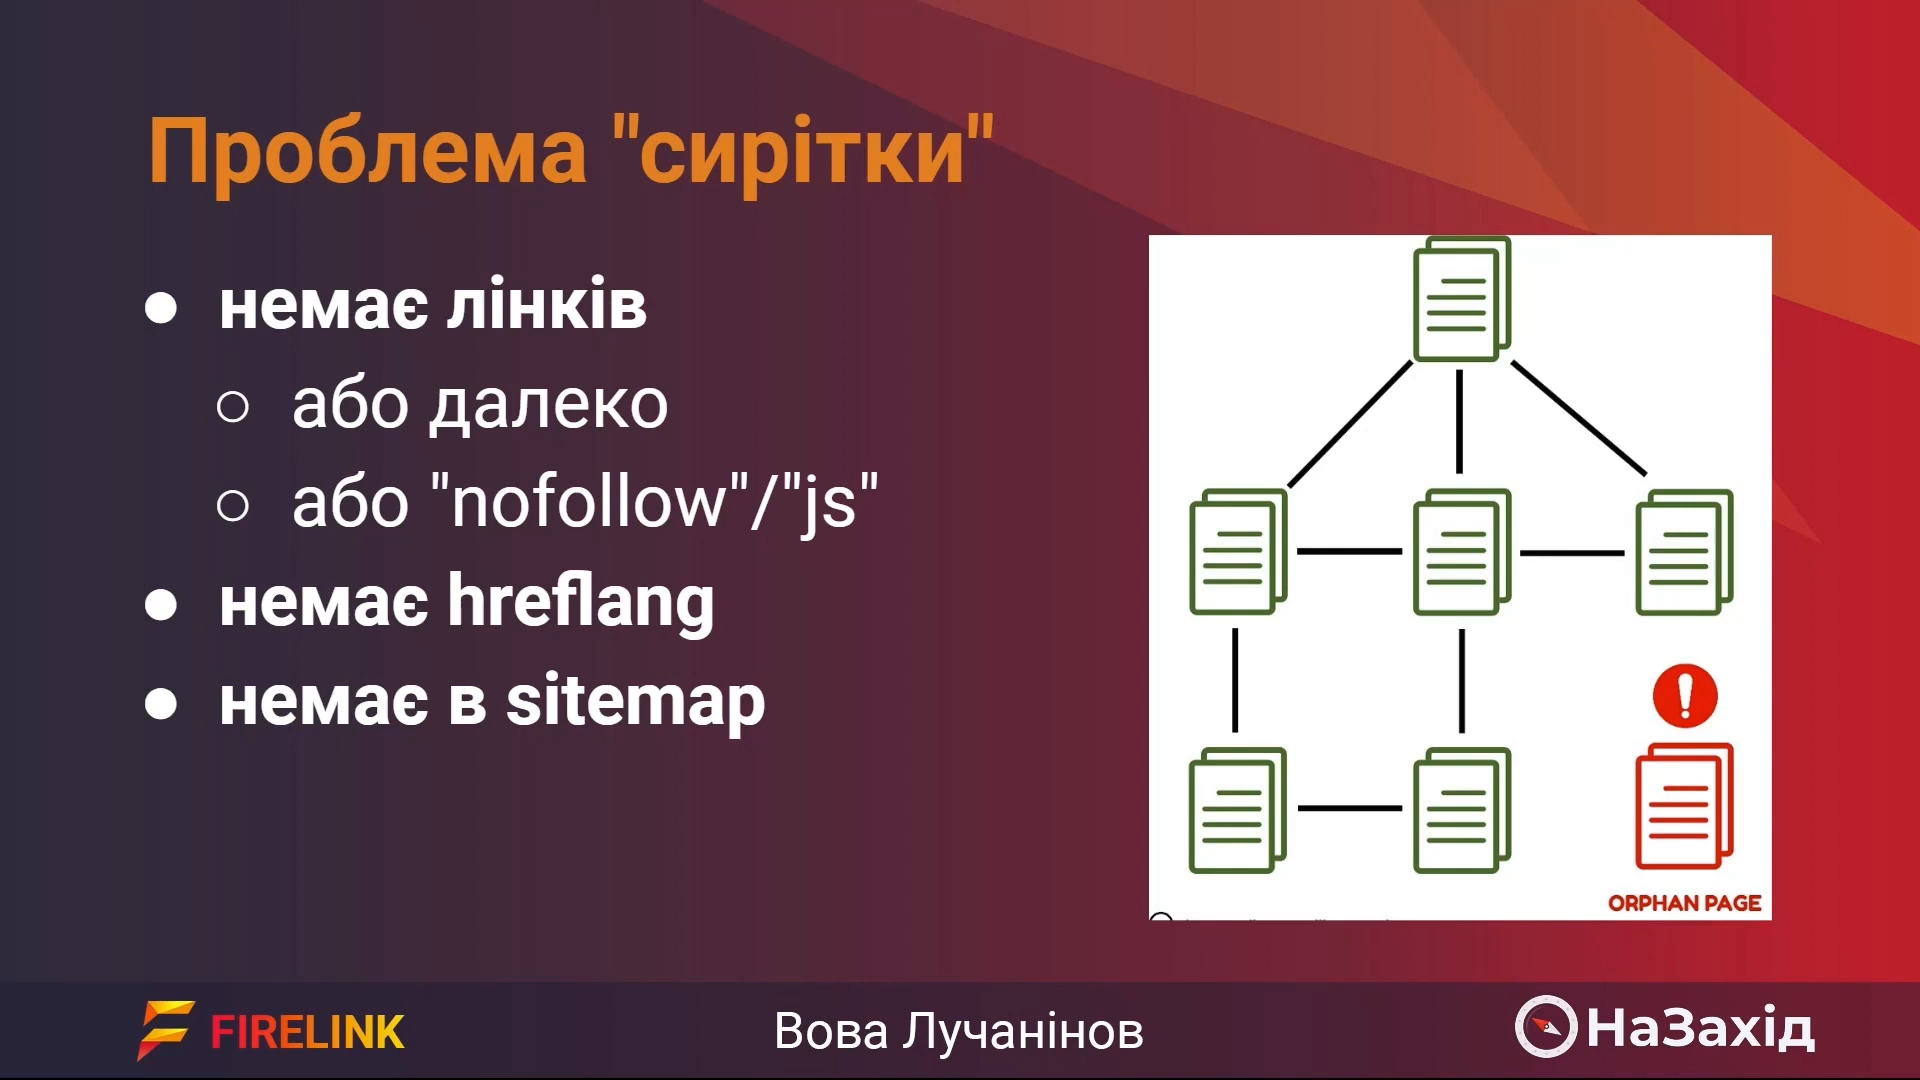 Проблема "сирітки"
немає лінків
або далеко
або "nofollow"/"js"
немає hreflang
немає в sitemap
ORPHAN PAGE
FIRELINK
Вова Лучанінов
НаЗахід